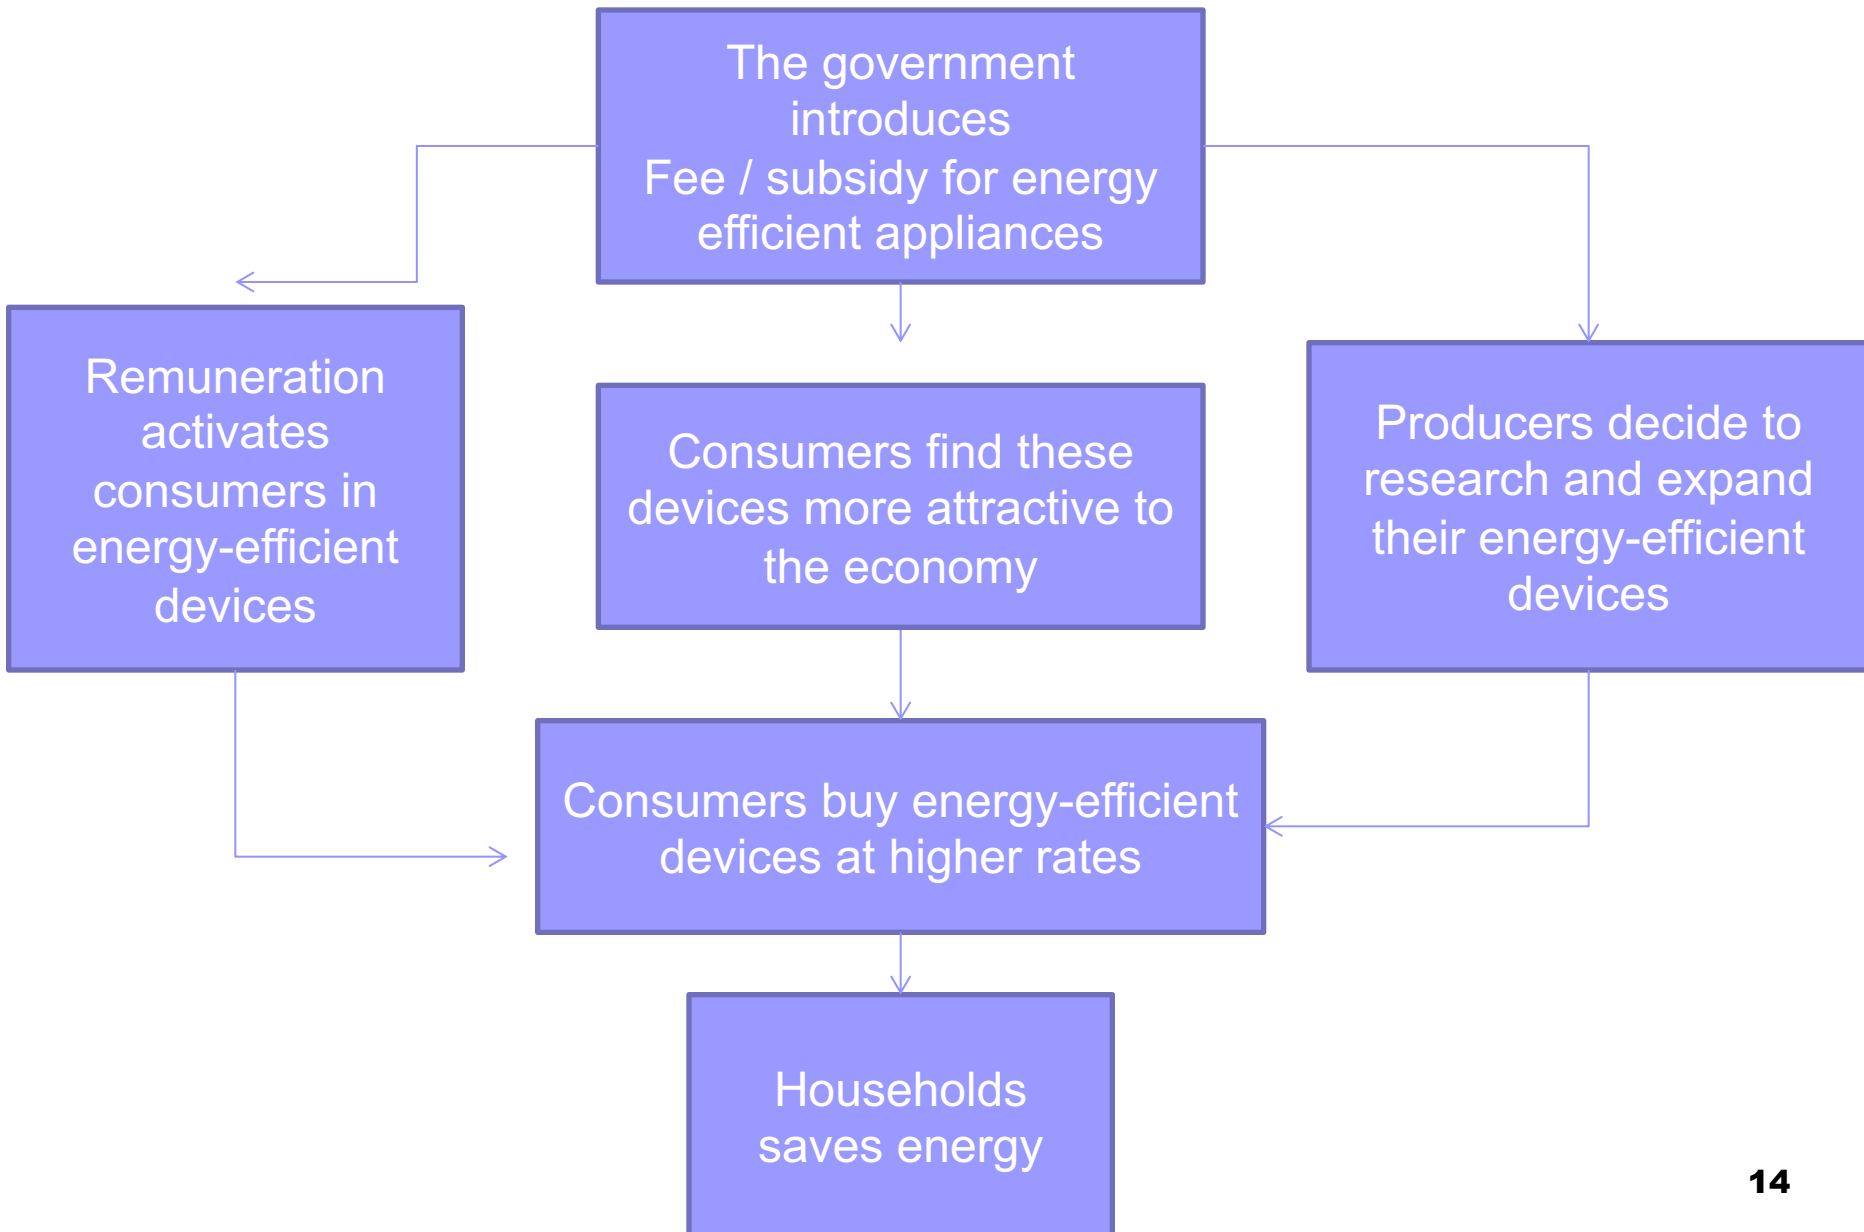 The government
introduces
Fee / subsidy for energy
efficient appliances
Remuneration
activates
consumers in
energy-efficient
devices
Consumers find these
devices more attractive to
the economy
Producers decide to
research and expand
their energy-efficient
devices
Consumers buy energy-efficient
devices at higher rates
Households
saves energy
14